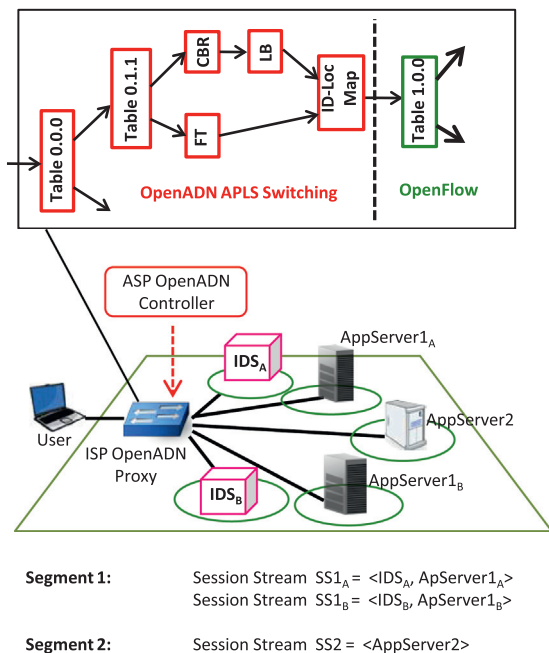 Table 0.0.0
Table 0.1.1
CBR
LB
FT
ID-Loc
Map
Table 1.0.0
OpenADN APLS Switching
OpenFlow
ASP OpenADN
Controller
IDS_A
AppServer1_A
User
ISP OpenADN
Proxy
AppServer2
IDS_B
AppServer1_B
Segment 1: Session Stream SS1_A = <IDS_A, ApServer1_A>
Session Stream SS1_B = <IDS_B, ApServer1_B>
Segment 2: Session Stream SS2 = <AppServer2>